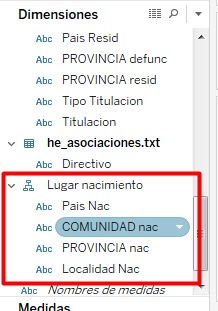 Dimensiones
Abc Pais Resid
Abc PROVINCIA defunc
Abc PROVINCIA resid
Abc Tipo Titulacion
Abc Titulacion
he_asociaciones.txt
Abc Directivo
Lugar nacimiento
Abc Pais Nac
Abc COMUNIDAD nac
Abc PROVINCIA nac
Abc Localidad Nac
Abc Nombres de medidas
Medidas